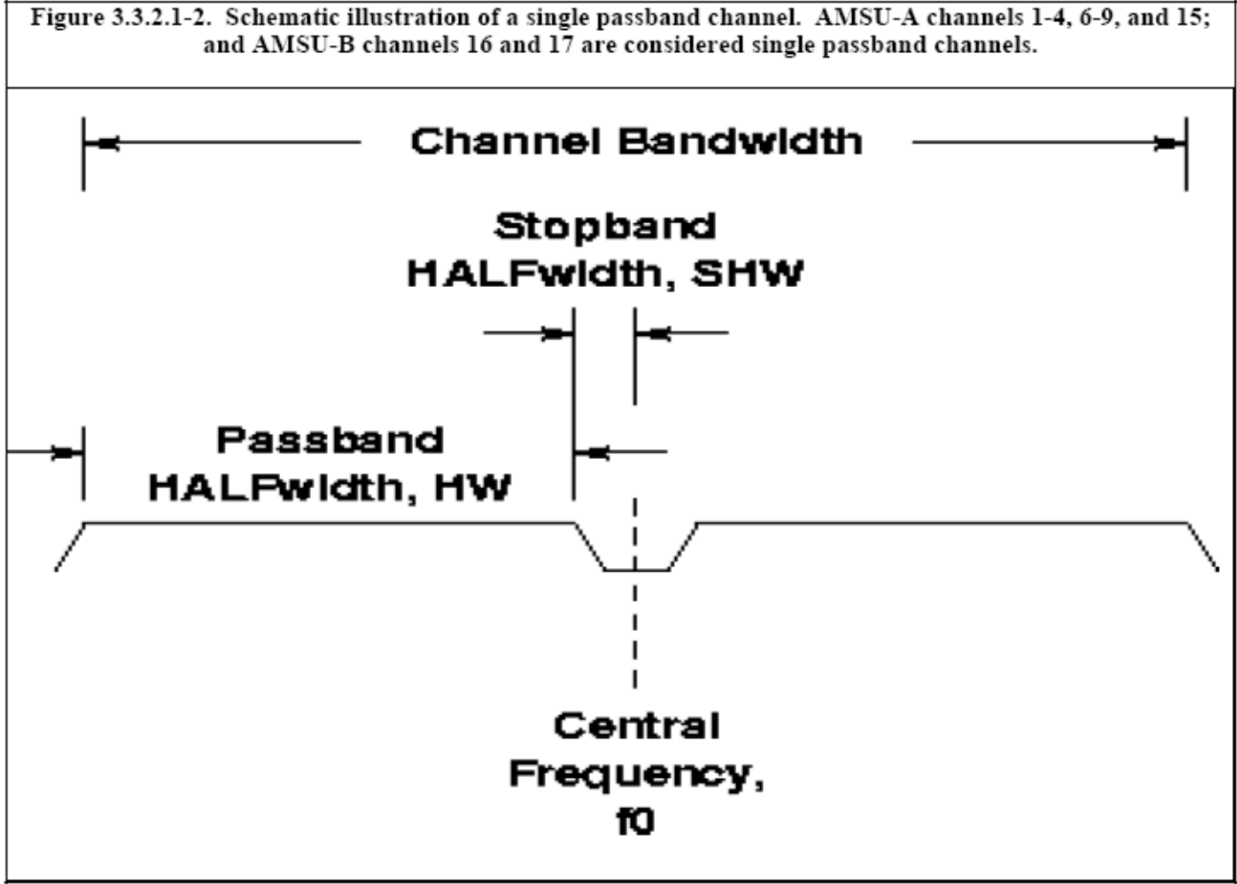 Figure 3.3.2.1-2. Schematic illustration of a single passband channel. AMSU-A channels 1-4, 6-9, and 15;
and AMSU-B channels 16 and 17 are considered single passband channels.
Channel Bandwidth
Stopband
HALFwidth, SHW
Passband
HALFwidth, HW
Central
Frequency,
f0